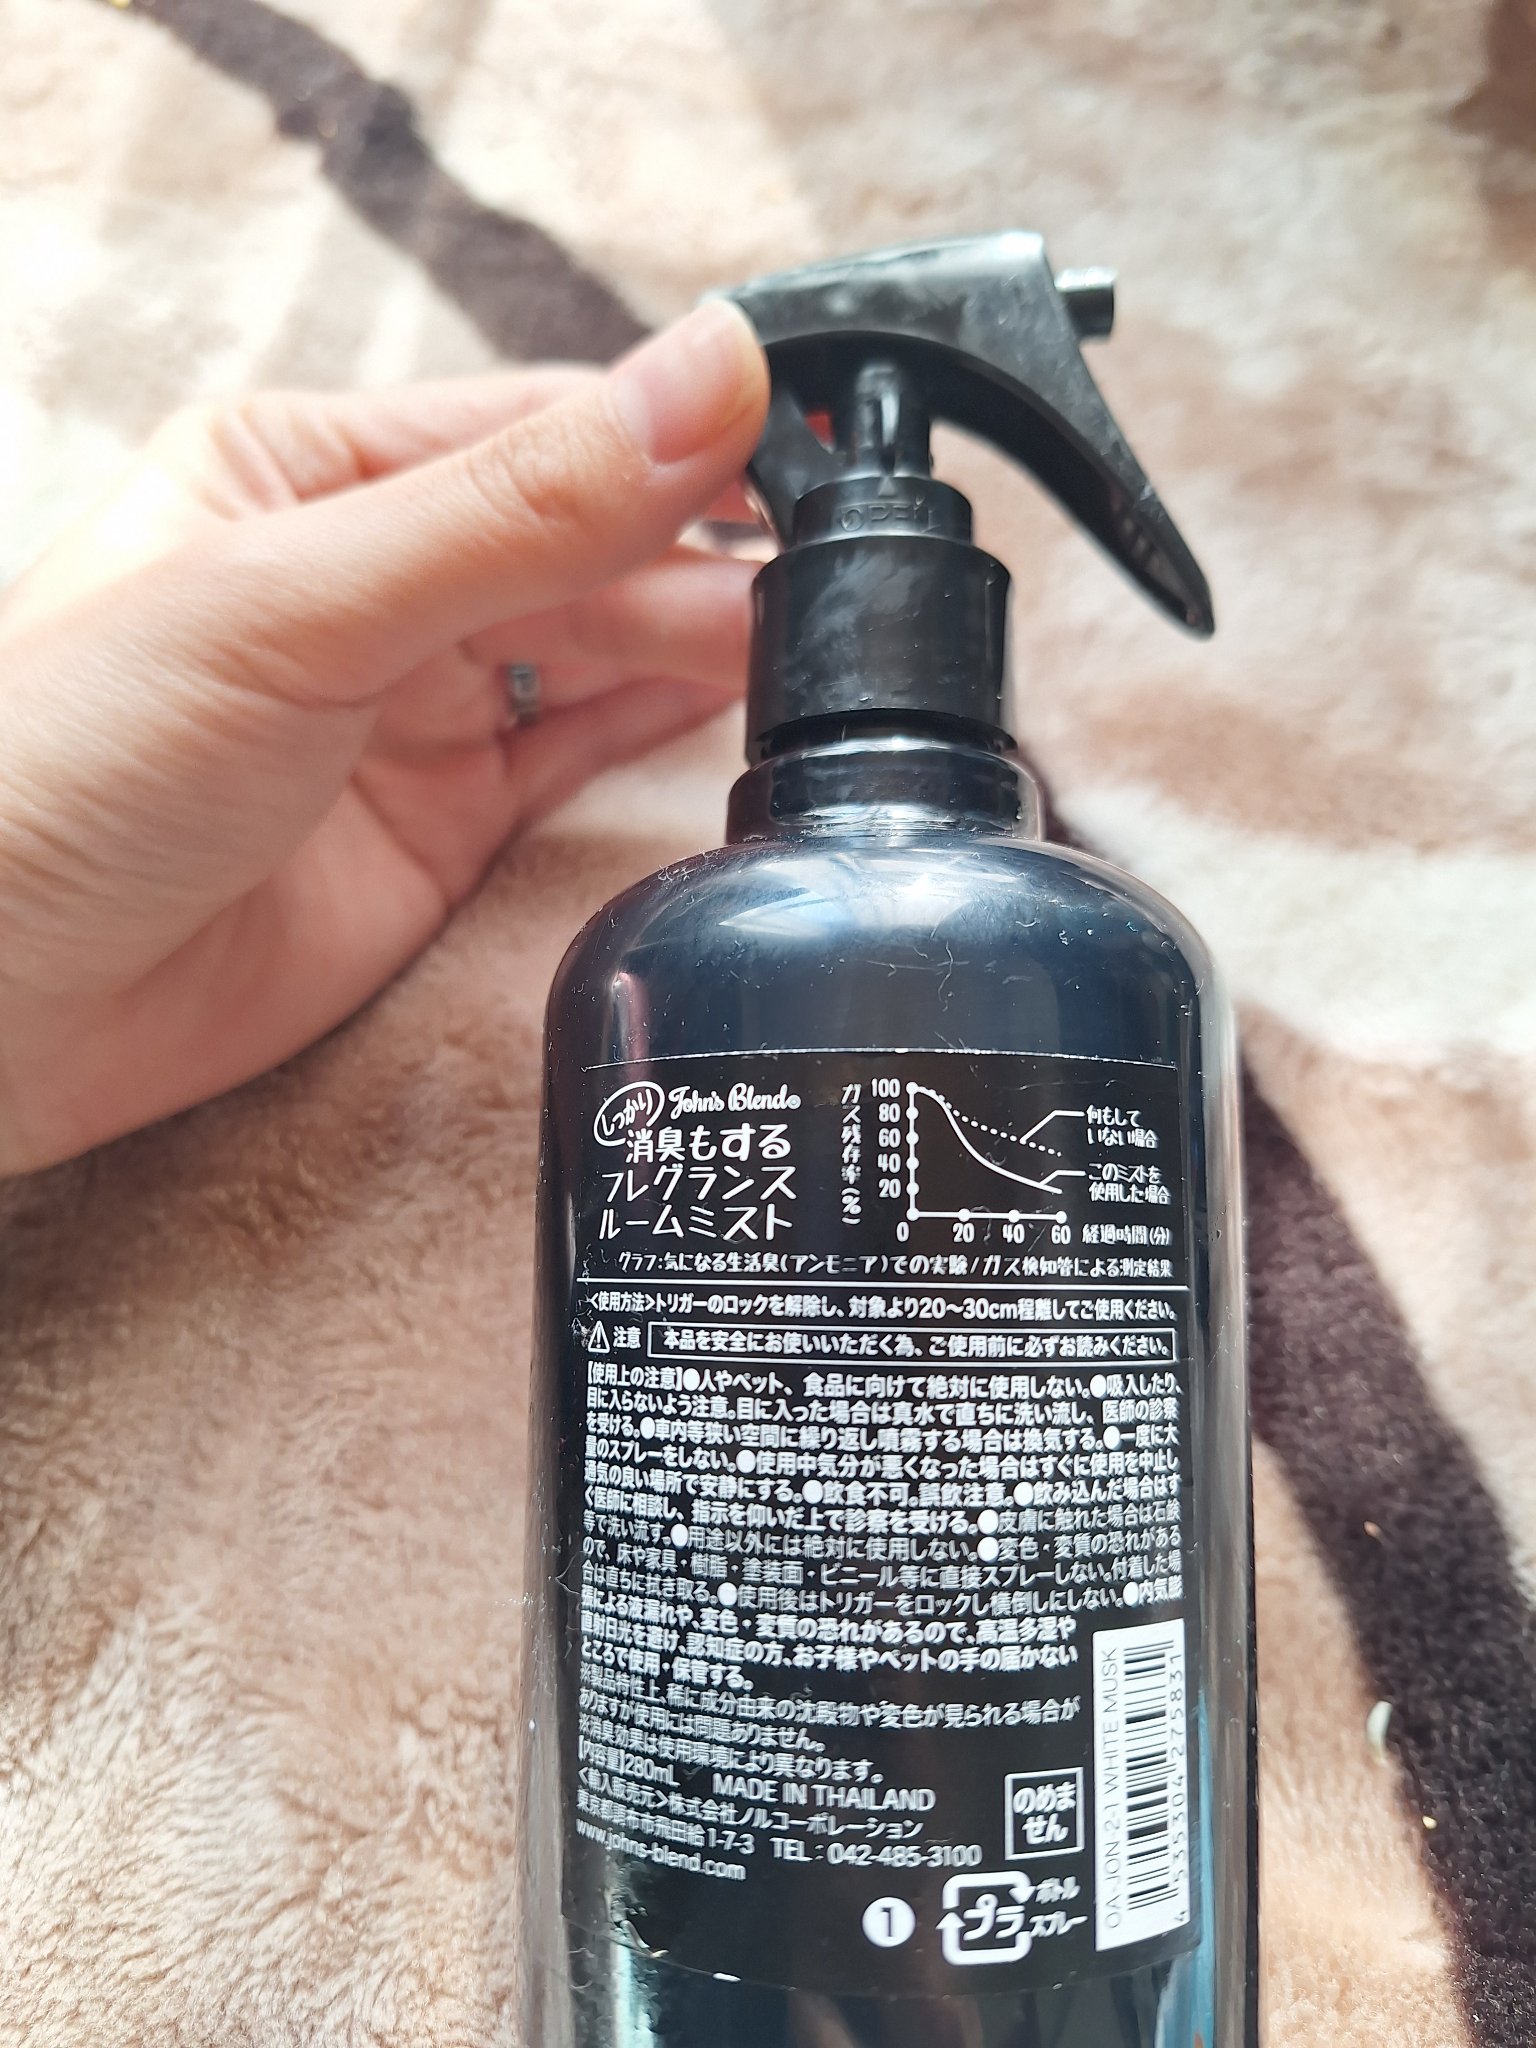 OPEN
しっかり John's Blend®
消臭もする
フレグランス
ルームミスト
ガス残存率(%)
100
80
60
40
20
0 20 40 60 経過時間(分)
何もして
いない場合
このミストを
使用した場合
グラフ:気になる生活臭(アンモニア)での実験/ガス検知管による測定結果
<使用方法>トリガーのロックを解除し、対象より20〜30cm程離してご使用ください。
⚠ 注意 本品を安全にお使いいただく為、ご使用前に必ずお読みください。
【使用上の注意】●人やペット、食品に向けて絶対に使用しない。●吸入したり、
目に入らないよう注意。目に入った場合は真水で直ちに洗い流し、医師の診察
を受ける。●車内等狭い空間に繰り返し噴霧する場合は換気する。●一度に大
量のスプレーをしない。●使用中気分が悪くなった場合はすぐに使用を中止し
通気の良い場所で安静にする。●飲食不可。誤飲注意。●飲み込んだ場合はす
ぐ医師に相談し、指示を仰いだ上で診察を受ける。●皮膚に触れた場合は石鹸
等で洗い流す。●用途以外には絶対に使用しない。●変色・変質の恐れがある
ので、床や家具・樹脂・塗装面・ビニール等に直接スプレーしない。付着した場
合は直ちに拭き取る。●使用後はトリガーをロックし横倒しにしない。●内気膨
張による液漏れや、変色・変質の恐れがあるので、高温多湿や
直射日光を避け、認知症の方、お子様やペットの手の届かない
ところで使用・保管する。
※製品特性上、稀に成分由来の沈殿物や変色が見られる場合が
ありますが使用には問題ありません。
※消臭効果は使用環境により異なります。
【内容量】280mL MADE IN THAILAND
<輸入販売元>株式会社ノルコーポレーション
東京都調布市飛田給1-7-3 TEL:042-485-3100
www.johns-blend.com
のめま
せん
1
プラ
ボトル
スプレー
OA-JON-2-1 WHITE MUSK
4 535304 275831